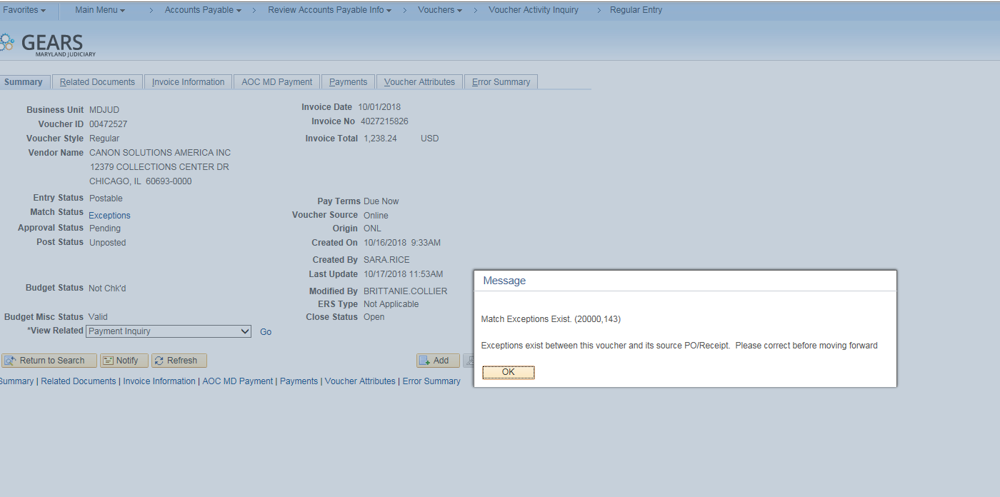 Favorites Main Menu > Accounts Payable > Review Accounts Payable Info > Vouchers > Voucher Activity Inquiry > Regular Entry
GEARS
MARYLAND JUDICIARY
Summary Related Documents Invoice Information AOC MD Payment Payments Voucher Attributes Error Summary
Business Unit MDJUD Invoice Date 10/01/2018
Voucher ID 00472527 Invoice No 4027215826
Voucher Style Regular Invoice Total 1,238.24 USD
Vendor Name CANON SOLUTIONS AMERICA INC
12379 COLLECTIONS CENTER DR
CHICAGO, IL 60693-0000
Entry Status Postable Pay Terms Due Now
Match Status Exceptions Voucher Source Online
Approval Status Pending Origin ONL
Post Status Unposted Created On 10/16/2018 9:33AM
Created By SARA.RICE
Last Update 10/17/2018 11:53AM
Budget Status Not Chk'd Modified By BRITTANIE.COLLIER
ERS Type Not Applicable
Budget Misc Status Valid Close Status Open
*View Related Payment Inquiry Go
Return to Search Notify Refresh Add
Summary | Related Documents | Invoice Information | AOC MD Payment | Payments | Voucher Attributes | Error Summary
Message
Match Exceptions Exist. (20000,143)
Exceptions exist between this voucher and its source PO/Receipt. Please correct before moving forward
OK